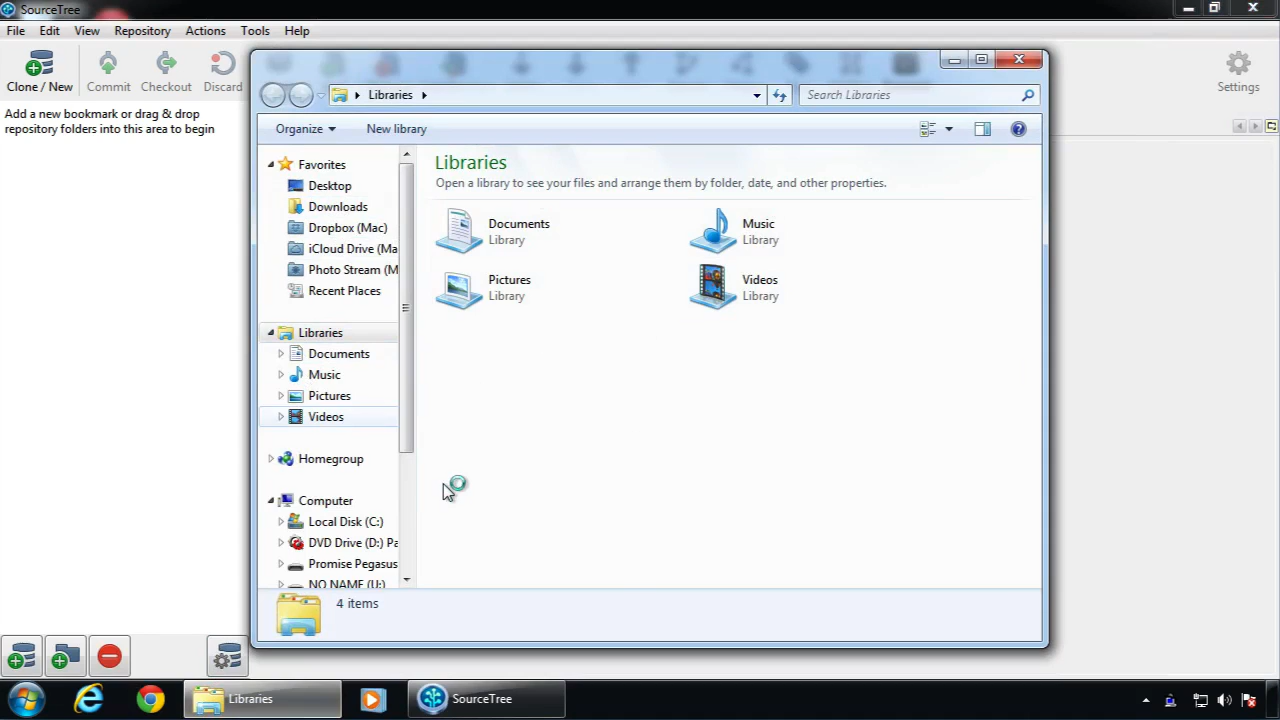 SourceTree
File Edit View Repository Actions Tools Help
Clone / New Commit Checkout Discard Settings
Add a new bookmark or drag & drop
repository folders into this area to begin
Libraries
Search Libraries
Organize New library
Favorites
Desktop
Downloads
Dropbox (Mac)
iCloud Drive (Ma
Photo Stream (M
Recent Places
Libraries
Documents
Music
Pictures
Videos
Homegroup
Computer
Local Disk (C:)
DVD Drive (D:) Pa
Promise Pegasus
NO NAME (U:)
Libraries
Open a library to see your files and arrange them by folder, date, and other properties.
Documents
Library
Music
Library
Pictures
Library
Videos
Library
4 items
Libraries SourceTree